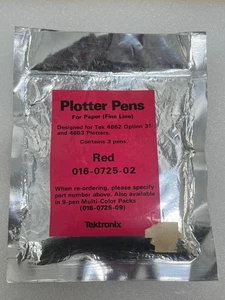 Plotter Pens
For Paper (Fine Line)
Designed for Tek 4662 Option 31
and 4663 Plotters.
Contains 3 pens.
Red
016-0725-02
When re-ordering, please specify
part number above. Also available
in 9-pen Multi-Color Packs
(016-0725-09)
Tektronix